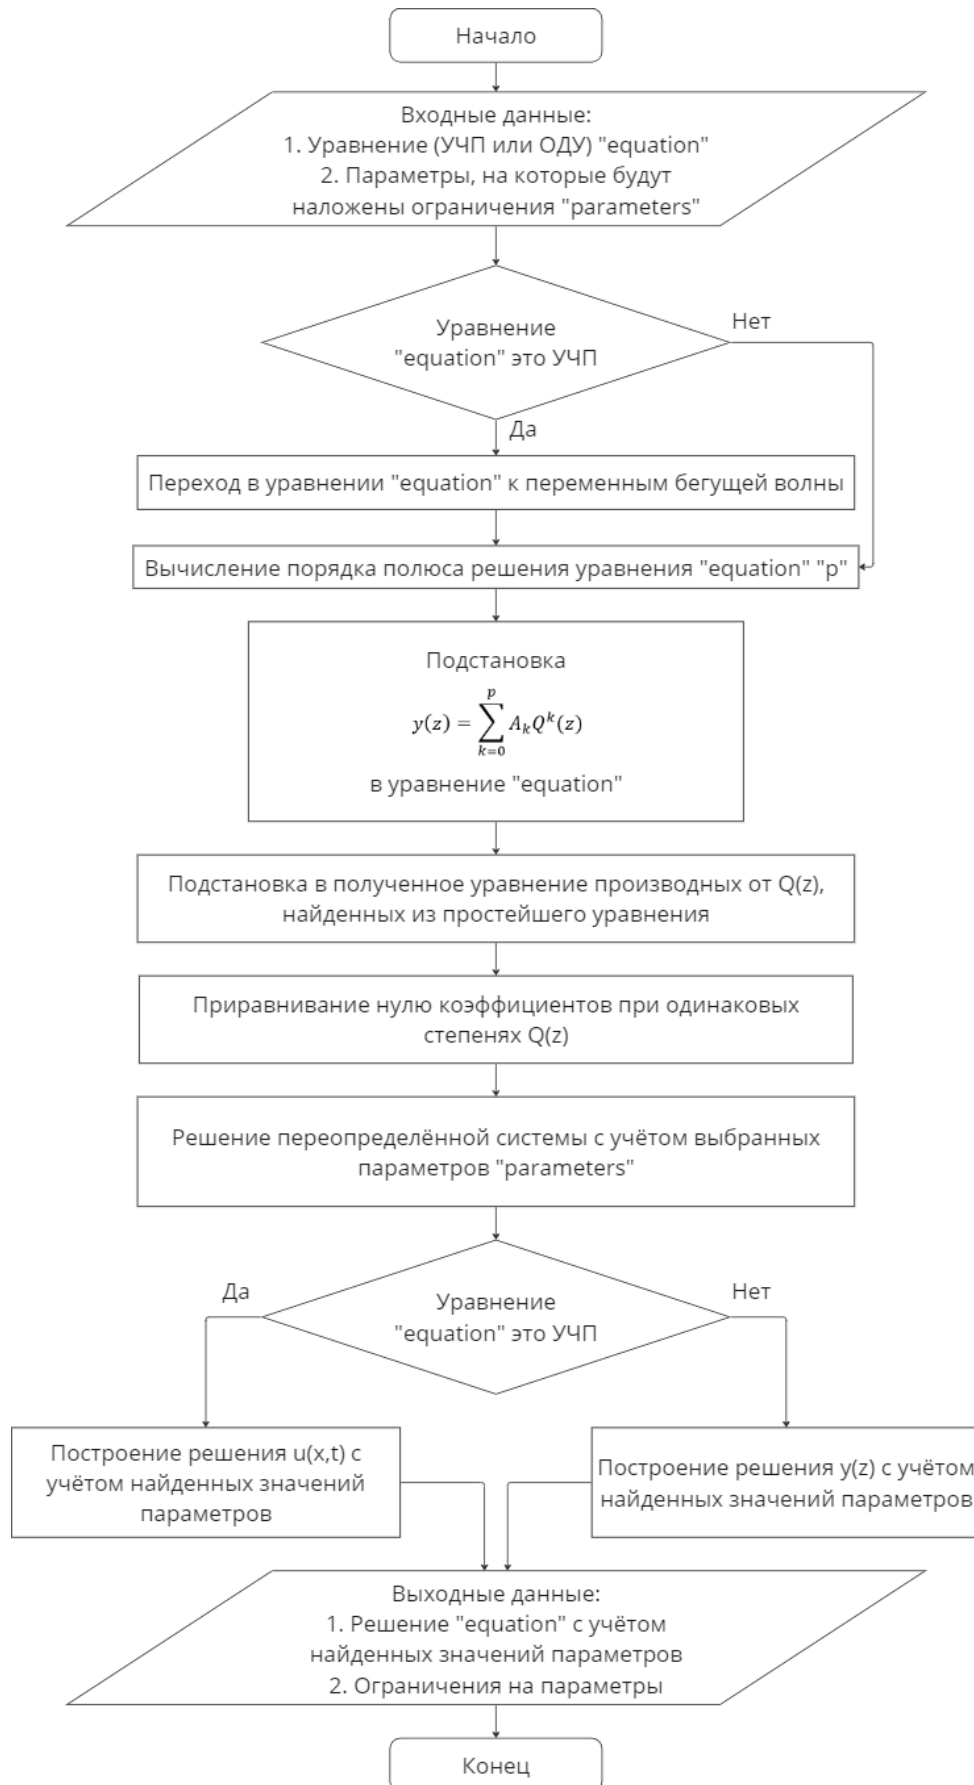 Начало
Входные данные:
1. Уравнение (УЧП или ОДУ) "equation"
2. Параметры, на которые будут
наложены ограничения "parameters"
Уравнение
"equation" это УЧП
Нет
Да
Переход в уравнении "equation" к переменным бегущей волны
Вычисление порядка полюса решения уравнения "equation" "p"
Подстановка
$y(z) = \sum_{k=0}^{p} A_k Q^k(z)$
в уравнение "equation"
Подстановка в полученное уравнение производных от Q(z),
найденных из простейшего уравнения
Приравнивание нулю коэффициентов при одинаковых
степенях Q(z)
Решение переопределённой системы с учётом выбранных
параметров "parameters"
Да
Нет
Уравнение
"equation" это УЧП
Построение решения u(x,t) с
учётом найденных значений
параметров
Построение решения y(z) с учётом
найденных значений параметров
Выходные данные:
1. Решение "equation" с учётом
найденных значений параметров
2. Ограничения на параметры
Конец